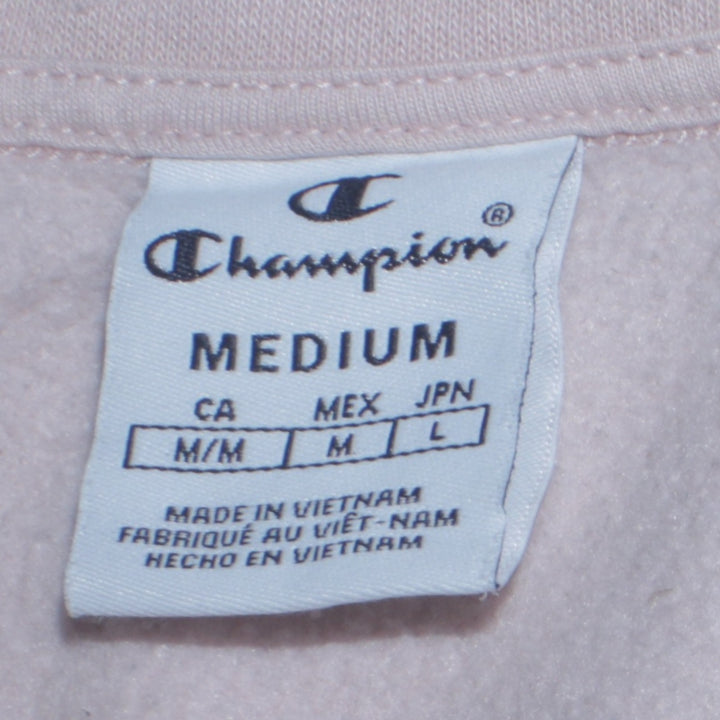 Champion®
MEDIUM
CA MEX JPN
M/M M L
MADE IN VIETNAM
FABRIQUÉ AU VIÊT-NAM
HECHO EN VIETNAM